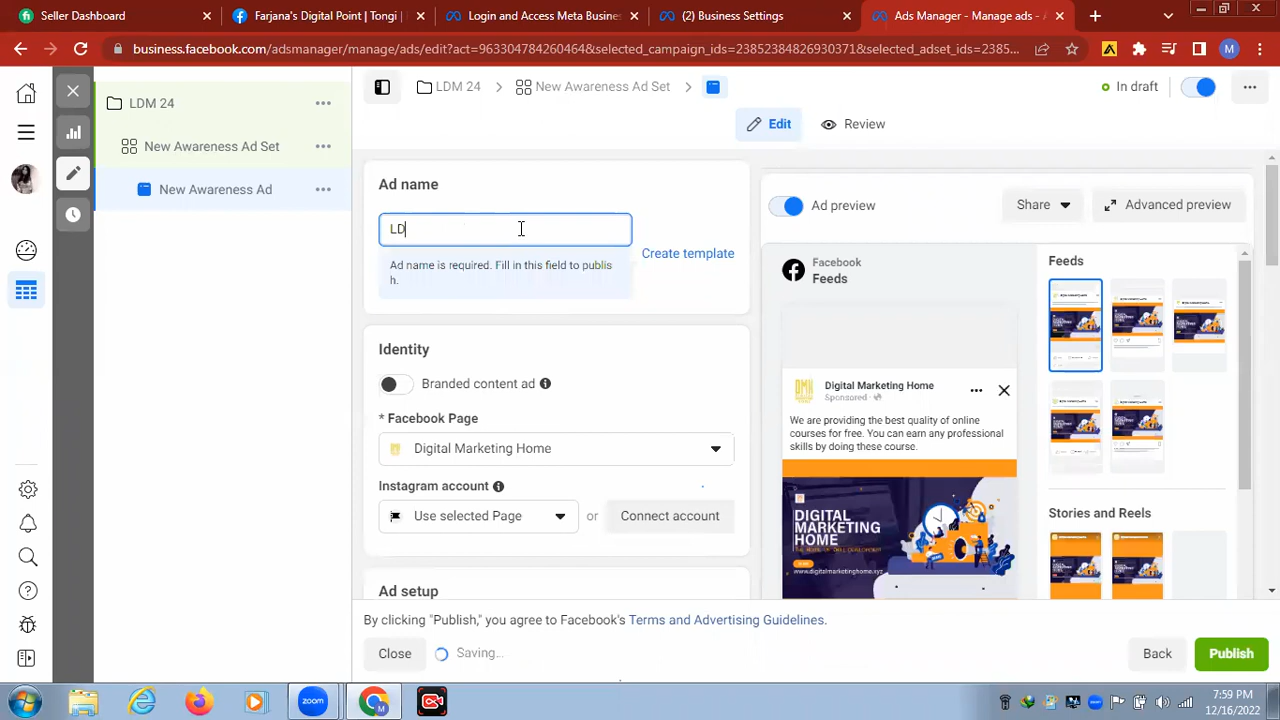 Seller Dashboard
Farjana's Digital Point | Tongi |
Login and Access Meta Busines
(2) Business Settings
Ads Manager - Manage ads - A
business.facebook.com/adsmanager/manage/ads/edit?act=963304784260464&selected_campaign_ids=23852384826930371&selected_adset_ids=2385...
M
LDM 24
New Awareness Ad Set
New Awareness Ad
LDM 24
New Awareness Ad Set
In draft
Edit
Review
Ad name
LD
Ad name is required. Fill in this field to publis
h.
Create template
Identity
Branded content ad
* Facebook Page
Digital Marketing Home
Instagram account
Use selected Page
or
Connect account
Ad setup
Ad preview
Share
Advanced preview
Facebook
Feeds
Digital Marketing Home
Sponsored ·
We are providing the best quality of online
courses for free. You can earn any professional
skills by doing these course.
DIGITAL
MARKETING
HOME
www.digitalmarketinghome.xyz
Feeds
Stories and Reels
By clicking "Publish," you agree to Facebook's Terms and Advertising Guidelines.
Close
Saving...
Back
Publish
zoom
7:59 PM
12/16/2022